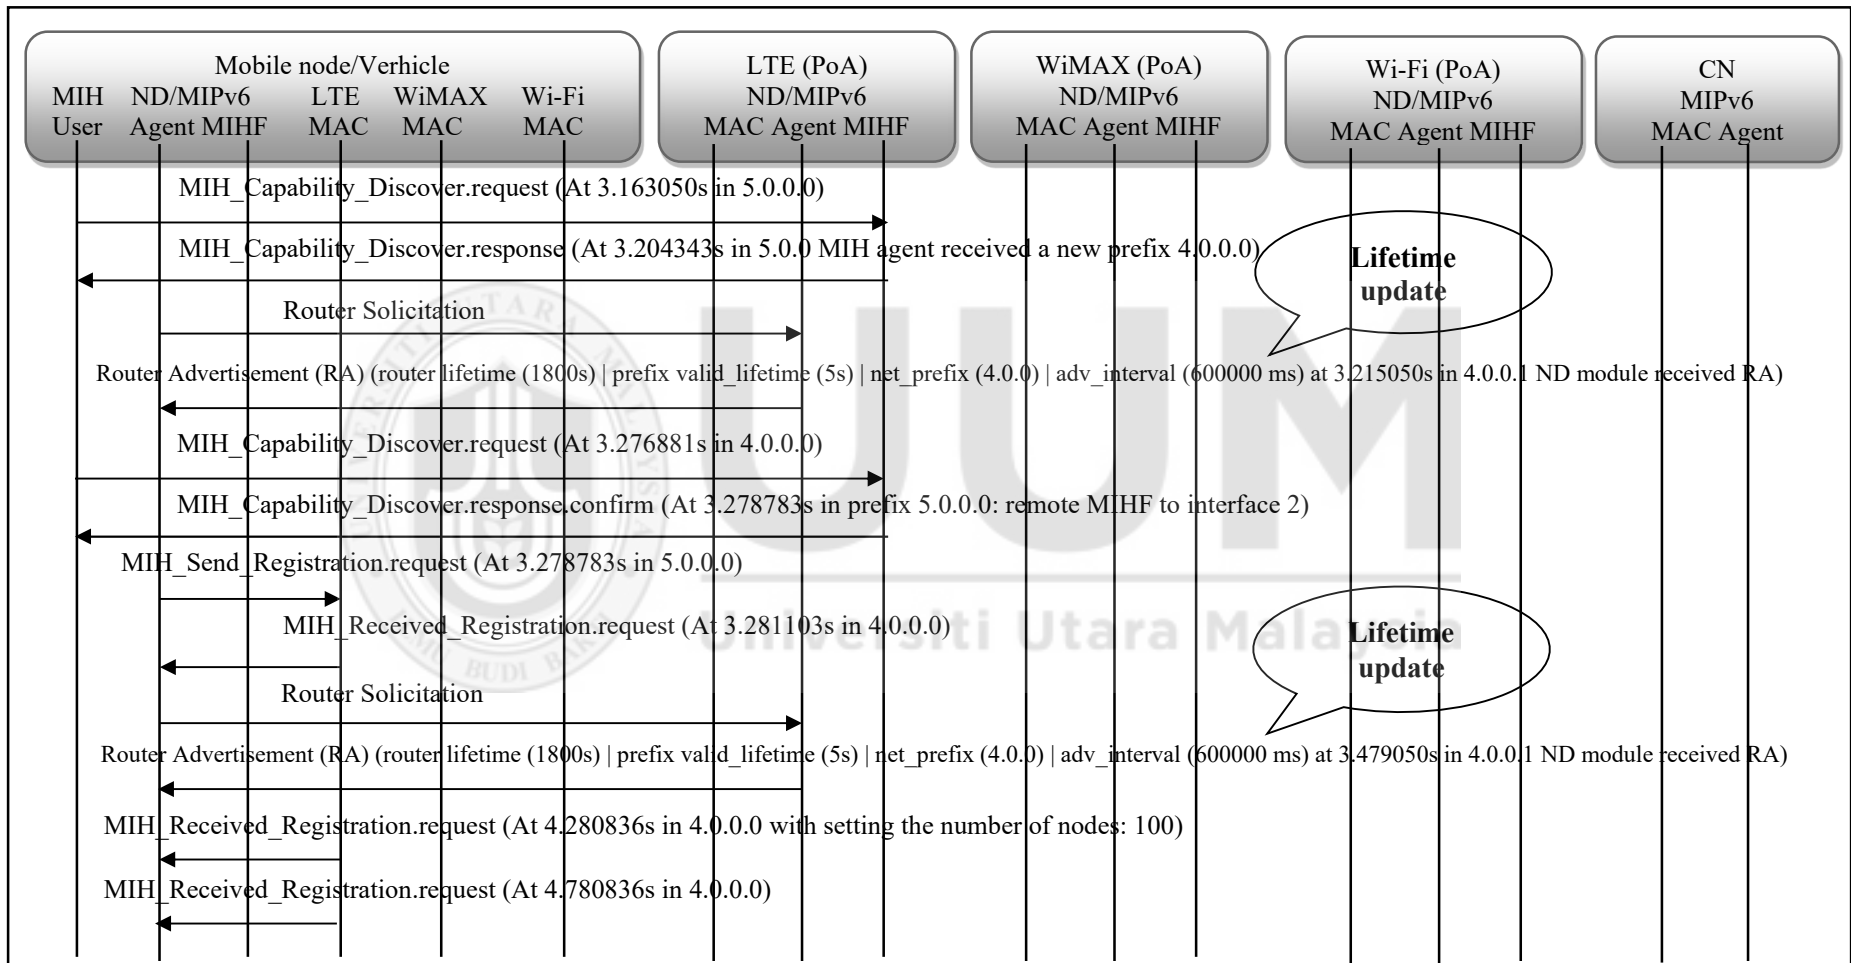 Mobile node/Verhicle
MIH ND/MIPv6 LTE WiMAX Wi-Fi
User Agent MIHF MAC MAC MAC
LTE (PoA)
ND/MIPv6
MAC Agent MIHF
WiMAX (PoA)
ND/MIPv6
MAC Agent MIHF
Wi-Fi (PoA)
ND/MIPv6
MAC Agent MIHF
CN
MIPv6
MAC Agent
MIH_Capability_Discover.request (At 3.163050s in 5.0.0.0)
MIH_Capability_Discover.response (At 3.204343s in 5.0.0 MIH agent received a new prefix 4.0.0.0)
Lifetime
update
Router Solicitation
Router Advertisement (RA) (router lifetime (1800s) | prefix valid_lifetime (5s) | net_prefix (4.0.0) | adv_interval (600000 ms) at 3.215050s in 4.0.0.1 ND module received RA)
MIH_Capability_Discover.request (At 3.276881s in 4.0.0.0)
MIH_Capability_Discover.response.confirm (At 3.278783s in prefix 5.0.0.0: remote MIHF to interface 2)
MIH_Send_Registration.request (At 3.278783s in 5.0.0.0)
MIH_Received_Registration.request (At 3.281103s in 4.0.0.0)
Lifetime
update
Router Solicitation
Router Advertisement (RA) (router lifetime (1800s) | prefix valid_lifetime (5s) | net_prefix (4.0.0) | adv_interval (600000 ms) at 3.479050s in 4.0.0.1 ND module received RA)
MIH_Received_Registration.request (At 4.280836s in 4.0.0.0 with setting the number of nodes: 100)
MIH_Received_Registration.request (At 4.780836s in 4.0.0.0)
UUM
Universiti Utara Malaysia
UNIVERSITI UTARA MALAYSIA
ILMU BUDI BAKTI